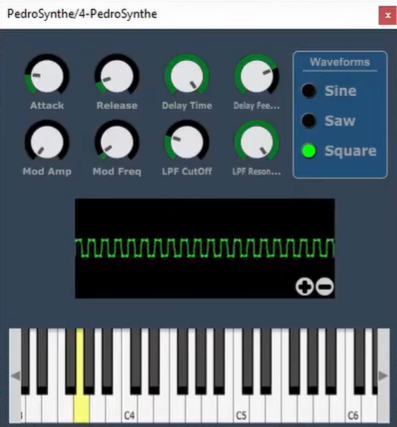 PedroSynthe/4-PedroSynthe
x
Waveforms
Attack Release Delay Time Delay Fee...
Sine
Saw
Square
Mod Amp Mod Freq LPF CutOff LPF Reson...
C4 C5 C6